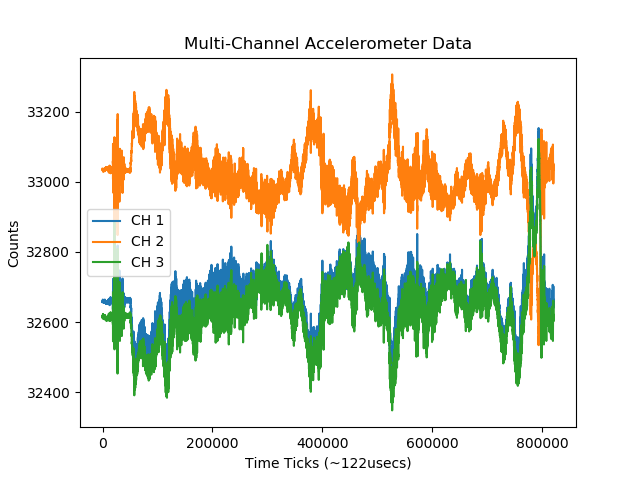 Multi-Channel Accelerometer Data
33200
33000
32800
32600
32400
Counts
CH 1
CH 2
CH 3
0
200000
400000
600000
800000
Time Ticks (~122usecs)